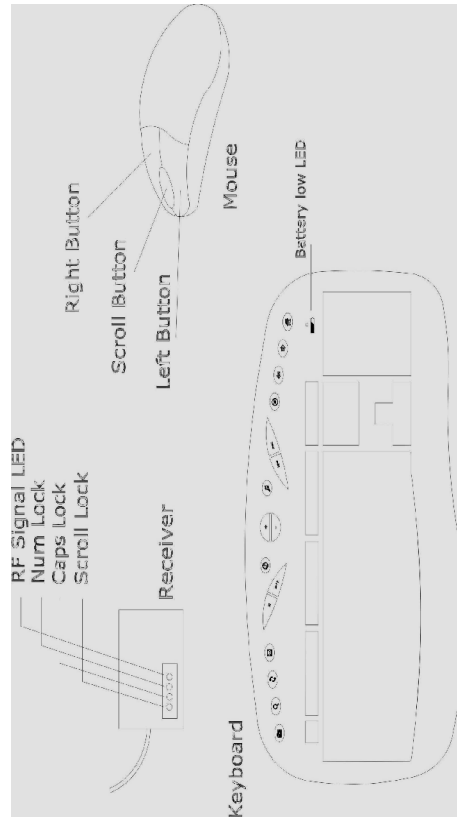 RF Signal LED
Num Lock
Caps Lock
Scroll Lock
Receiver
Right Button
Scroll Button
Left Button
Mouse
Keyboard
Battery low LED